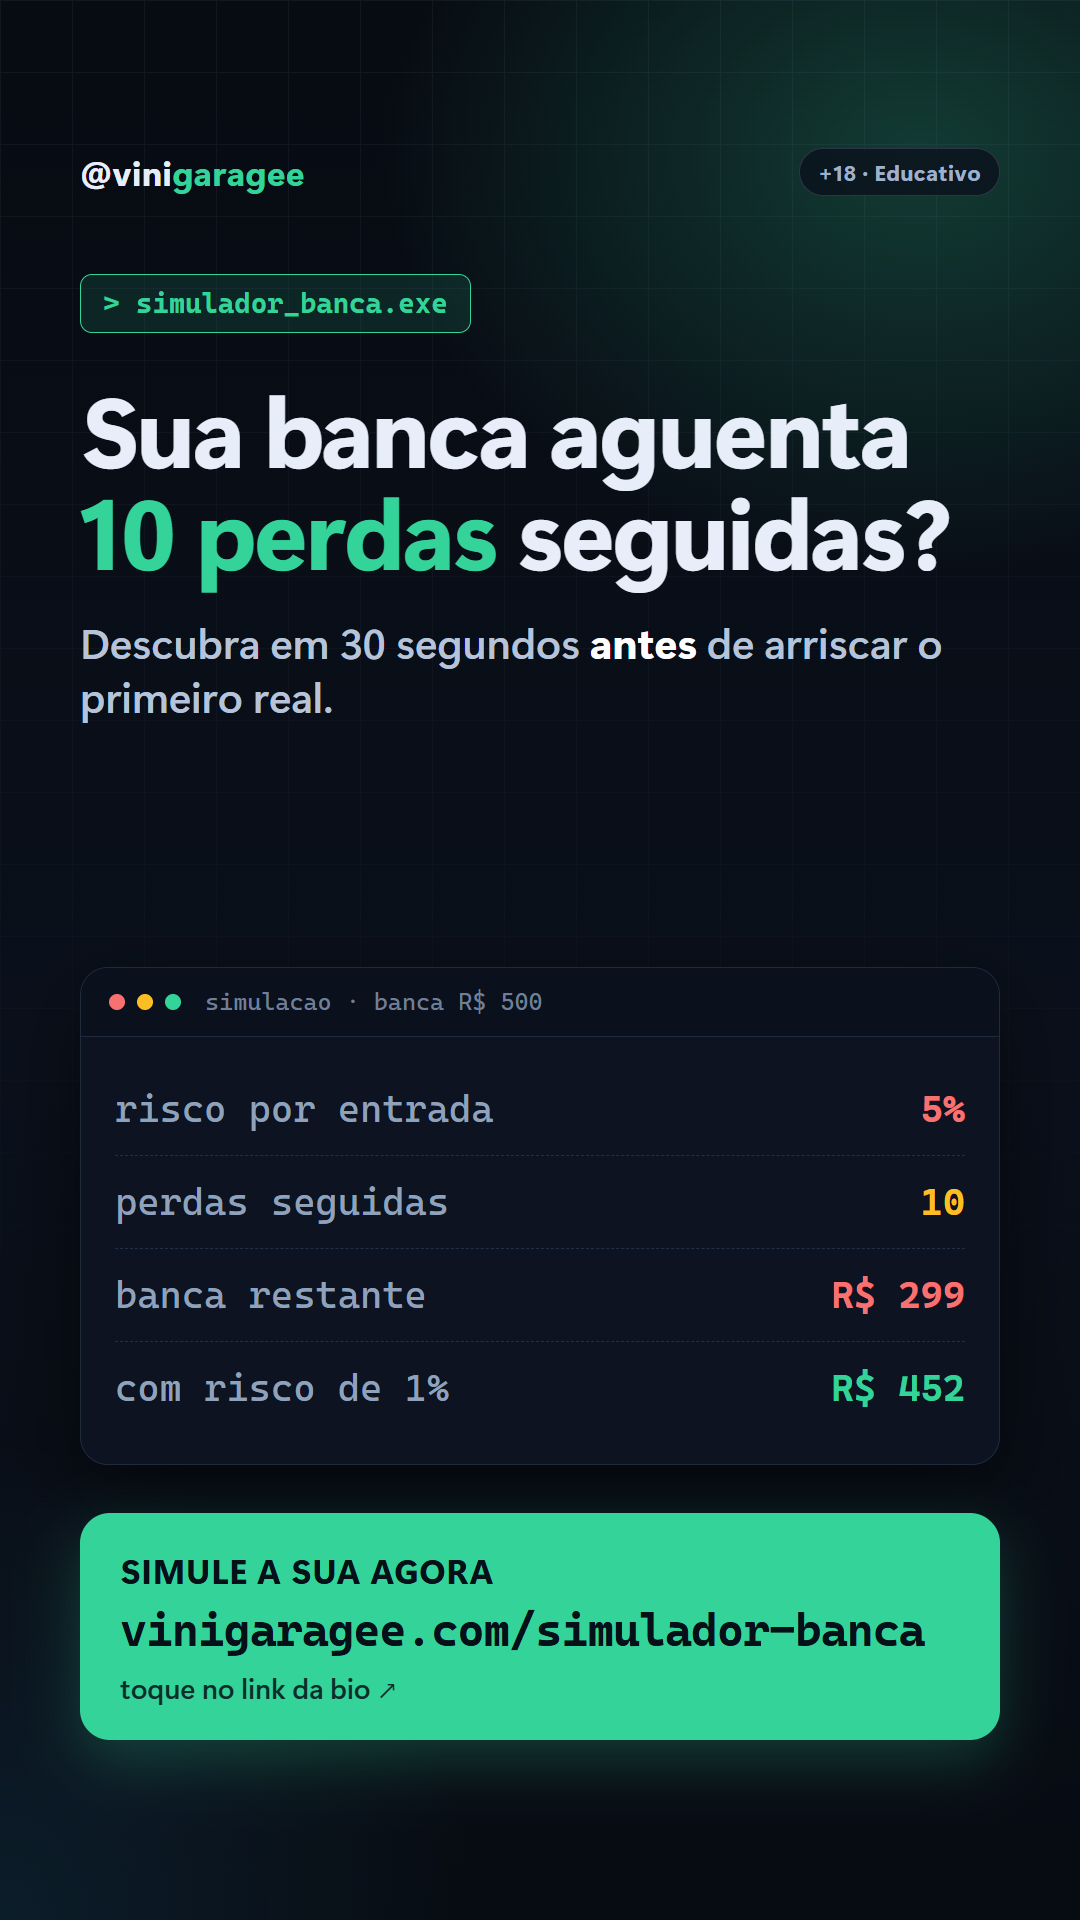 @vinigaragee
+18 · Educativo
> simulador_banca.exe
Sua banca aguenta
10 perdas seguidas?
Descubra em 30 segundos antes de arriscar o
primeiro real.
simulacao · banca R$ 500
risco por entrada 5%
perdas seguidas 10
banca restante R$ 299
com risco de 1% R$ 452
SIMULE A SUA AGORA
vinigaragee.com/simulador-banca
toque no link da bio ↗